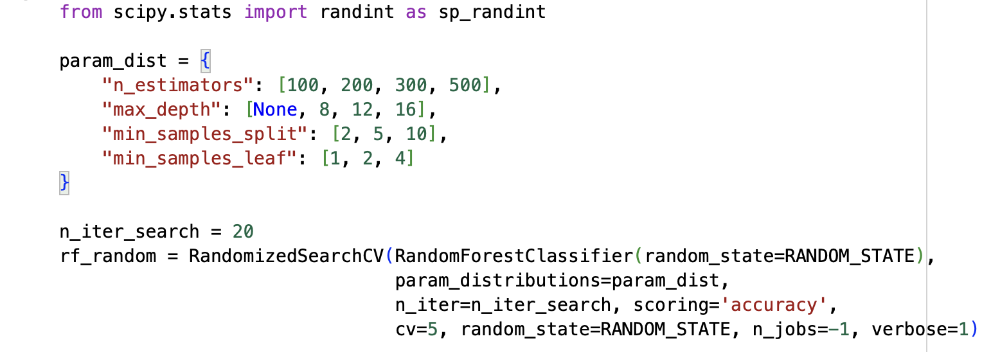 from scipy.stats import randint as sp_randint

param_dist = {
    "n_estimators": [100, 200, 300, 500],
    "max_depth": [None, 8, 12, 16],
    "min_samples_split": [2, 5, 10],
    "min_samples_leaf": [1, 2, 4]
}

n_iter_search = 20
rf_random = RandomizedSearchCV(RandomForestClassifier(random_state=RANDOM_STATE),
                               param_distributions=param_dist,
                               n_iter=n_iter_search, scoring='accuracy',
                               cv=5, random_state=RANDOM_STATE, n_jobs=-1, verbose=1)